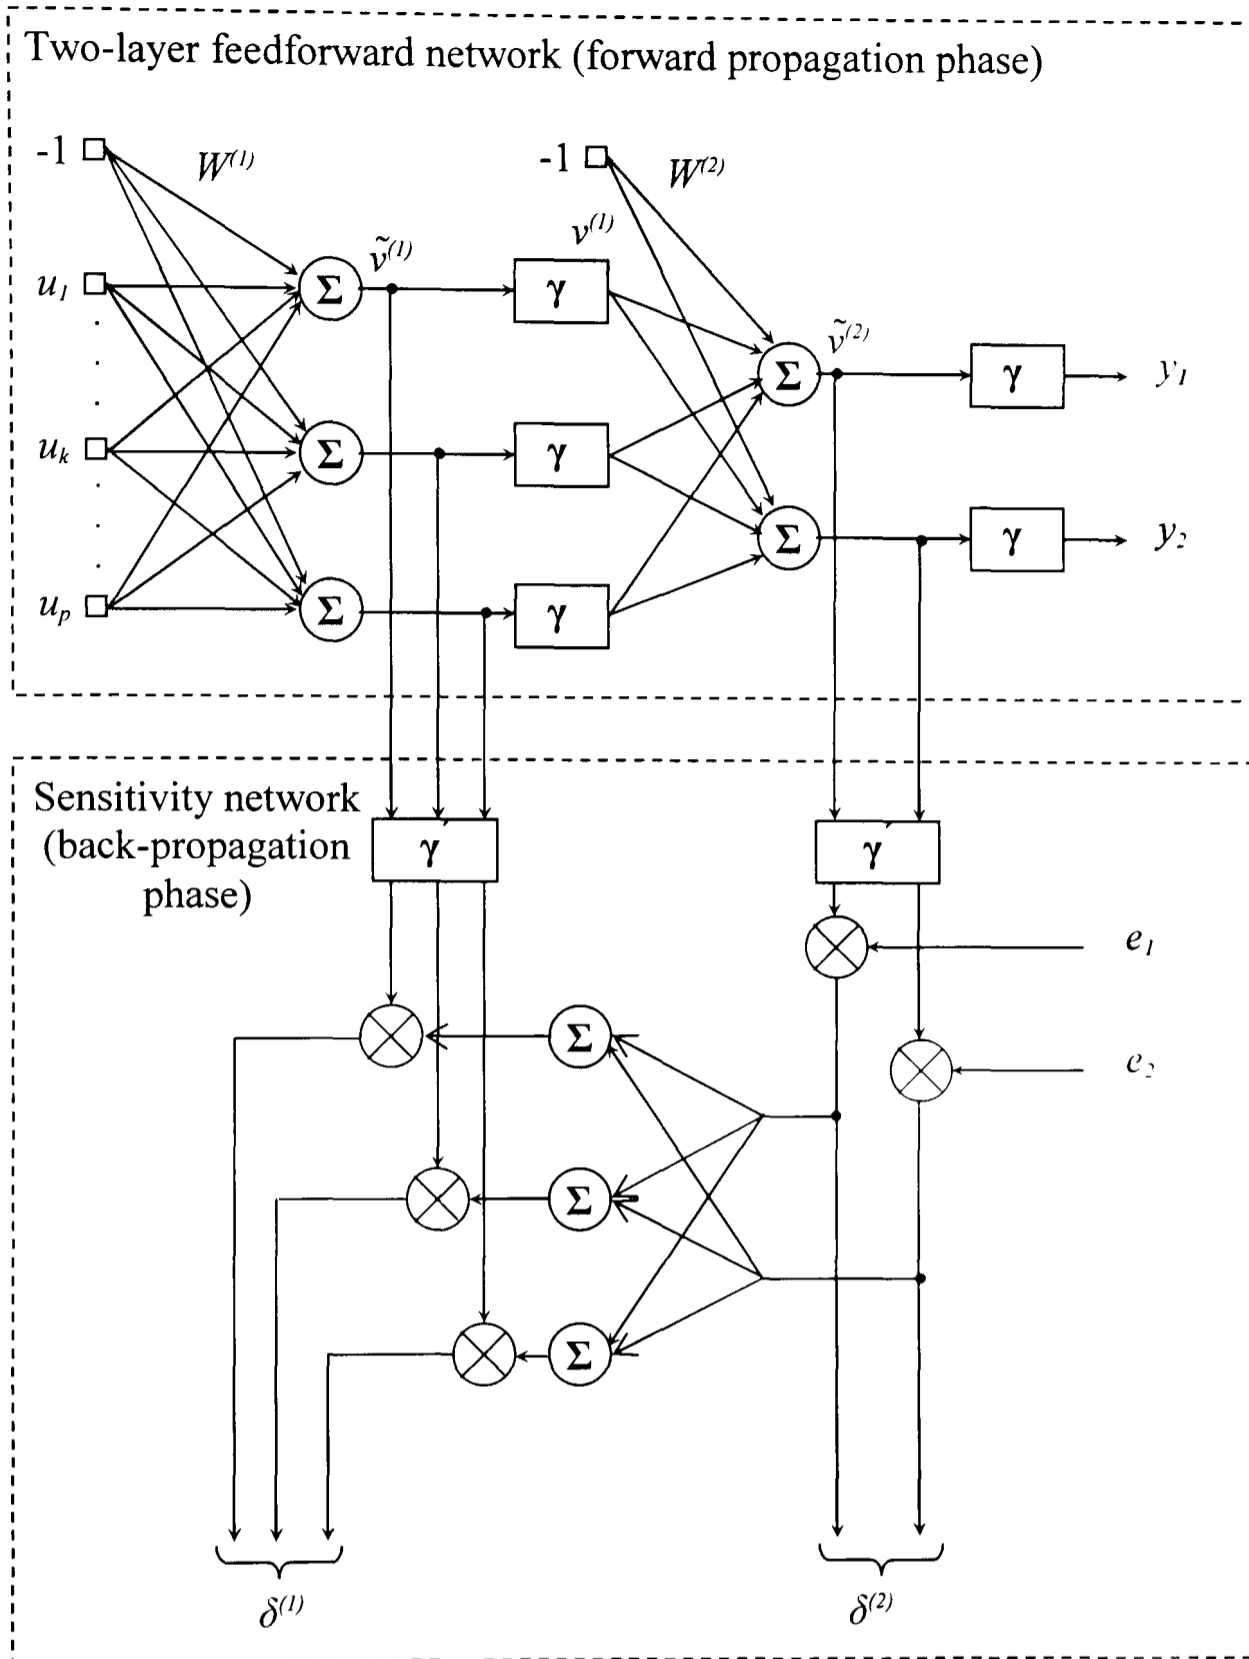 Two-layer feedforward network (forward propagation phase)
-1 W(1) -1 W(2)
ṽ(1) v(1)
u1 Σ γ
ṽ(2)
Σ γ y1
uk Σ γ
Σ γ y2
up Σ γ
Sensitivity network
(back-propagation
phase)
γ′ γ′
e1
Σ
e2
Σ
Σ
δ(1) δ(2)